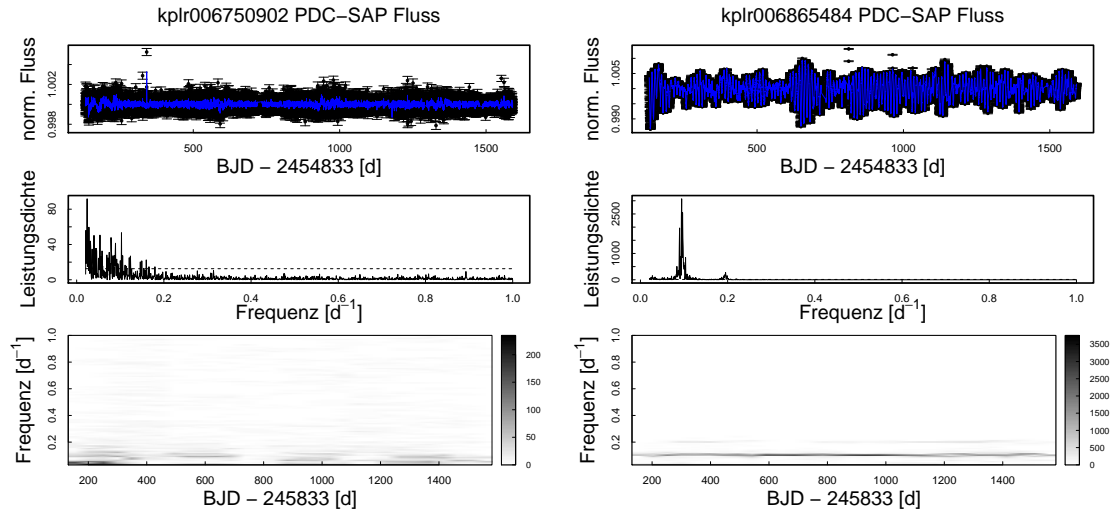 kplr006750902 PDC−SAP Fluss
norm. Fluss
0.998 1.002
500 1000 1500
BJD − 2454833 [d]
Leistungsdichte
0 40 80
0.0 0.2 0.4 0.6 0.8 1.0
Frequenz [d−1]
Frequenz [d−1]
0.2 0.4 0.6 0.8 1.0
200 400 600 800 1000 1200 1400
BJD − 245833 [d]
0 50 100 150 200
kplr006865484 PDC−SAP Fluss
norm. Fluss
0.990 1.005
500 1000 1500
BJD − 2454833 [d]
Leistungsdichte
0 1000 2500
0.0 0.2 0.4 0.6 0.8 1.0
Frequenz [d−1]
Frequenz [d−1]
0.2 0.4 0.6 0.8 1.0
200 400 600 800 1000 1200 1400
BJD − 245833 [d]
0 500 1000 1500 2000 2500 3000 3500